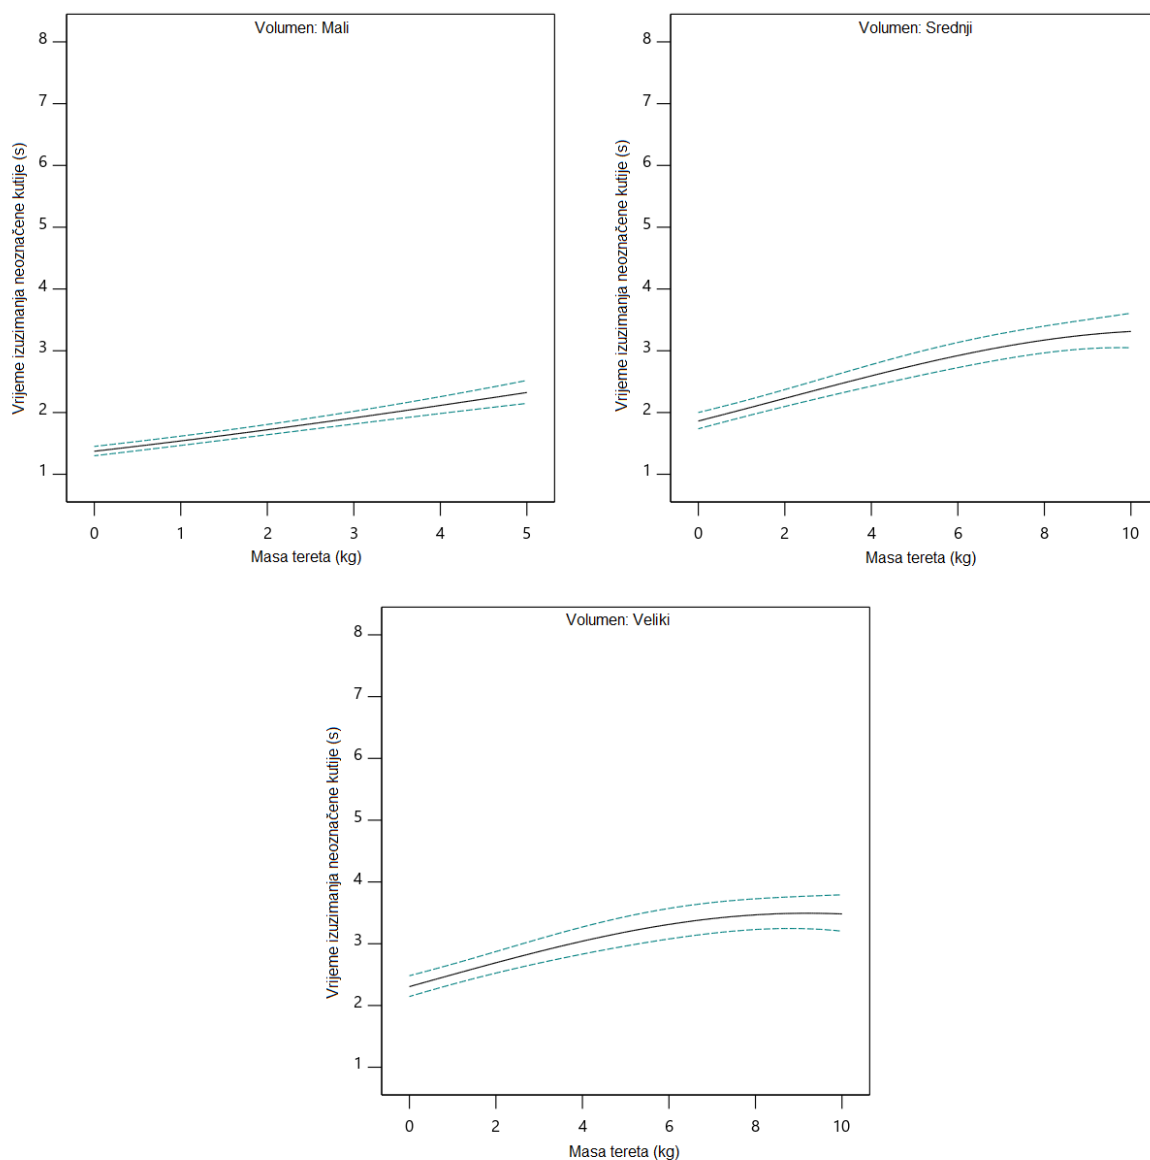 Volumen: Mali
8
7
6
5
4
3
2
1
Vrijeme izuzimanja neoznačene kutije (s)
0 1 2 3 4 5
Masa tereta (kg)
Volumen: Srednji
8
7
6
5
4
3
2
1
Vrijeme izuzimanja neoznačene kutije (s)
0 2 4 6 8 10
Masa tereta (kg)
Volumen: Veliki
8
7
6
5
4
3
2
1
Vrijeme izuzimanja neoznačene kutije (s)
0 2 4 6 8 10
Masa tereta (kg)